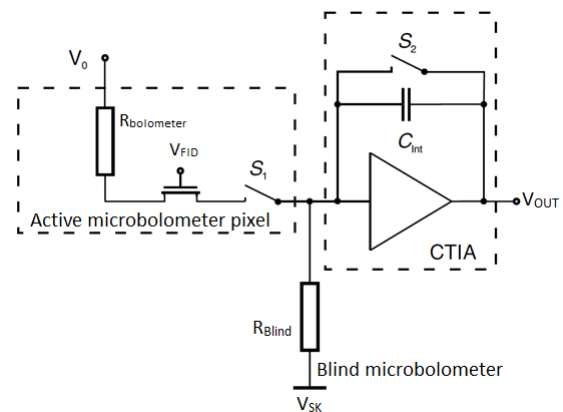 V₀
S₂
Rbolometer
VFID
S₁
CInt
Active microbolometer pixel
VOUT
CTIA
RBlind
Blind microbolometer
VSK